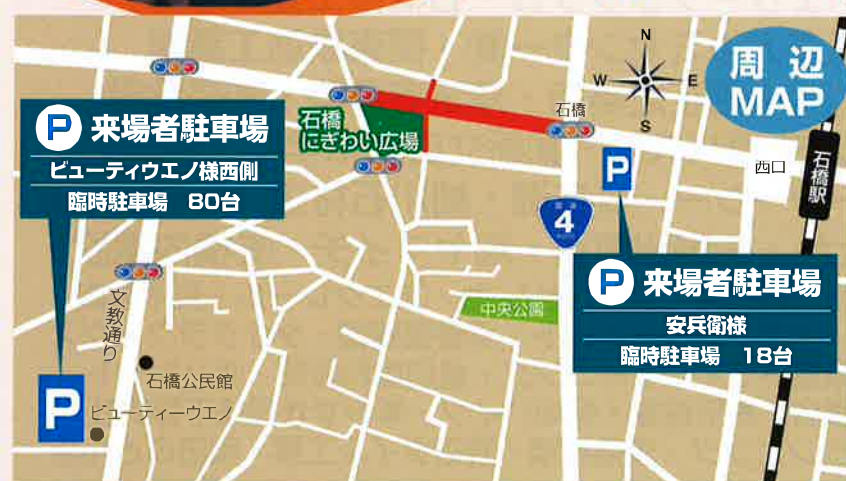 周辺
MAP
N
W
E
S
P 来場者駐車場
ビューティウエノ様西側
臨時駐車場 80台
石橋
にぎわい広場
石橋
P
西口
石橋駅
4
P 来場者駐車場
安兵衛様
臨時駐車場 18台
中央公園
文教通り
石橋公民館
P
ビューティーウエノ